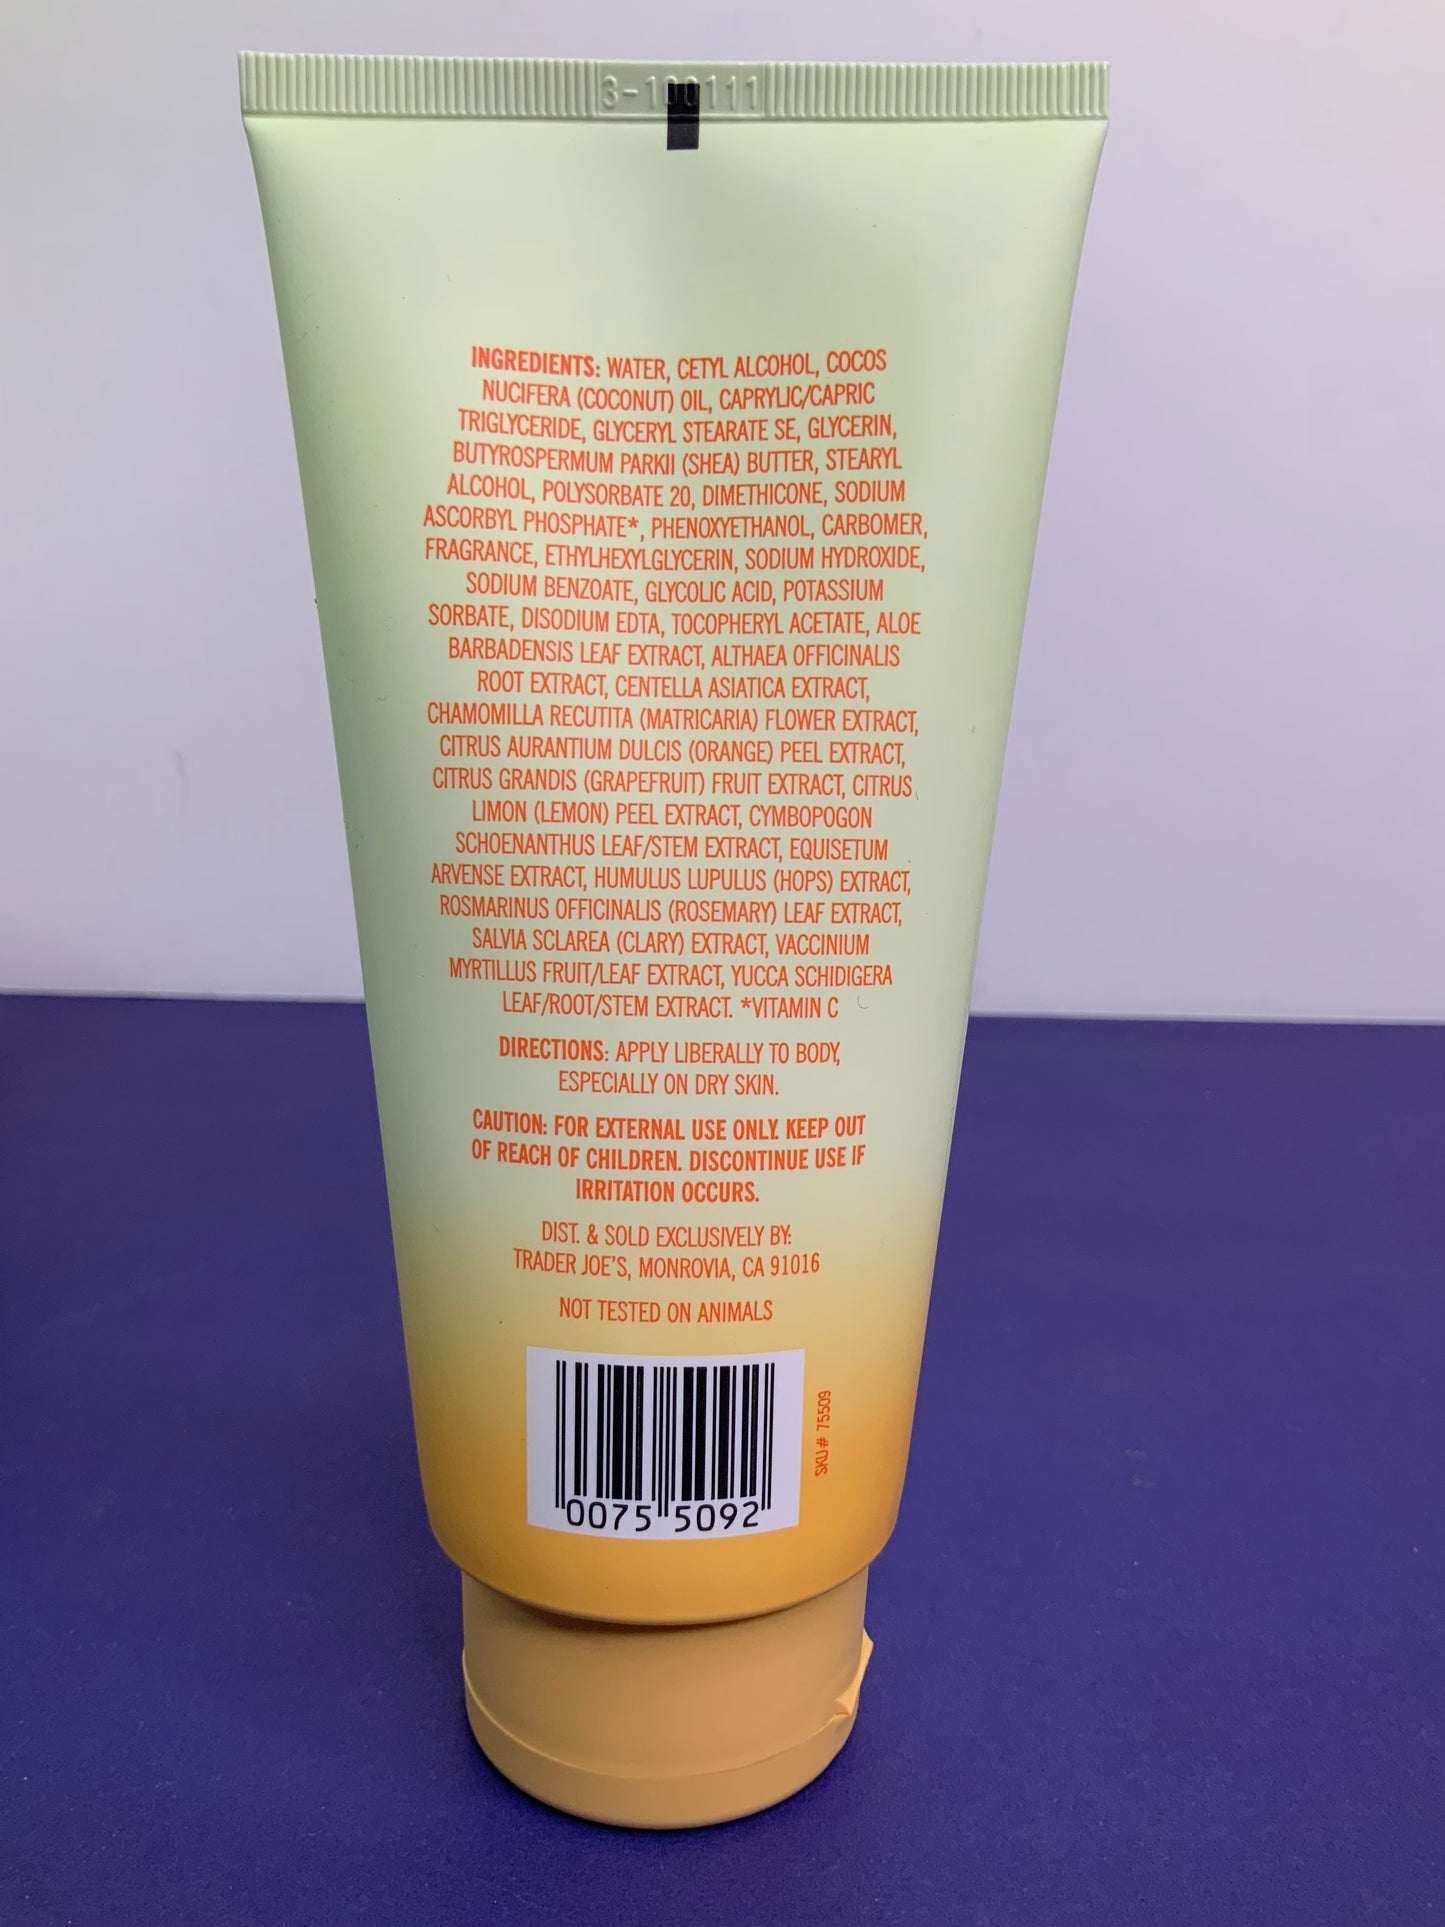 3-100111
INGREDIENTS: WATER, CETYL ALCOHOL, COCOS
NUCIFERA (COCONUT) OIL, CAPRYLIC/CAPRIC
TRIGLYCERIDE, GLYCERYL STEARATE SE, GLYCERIN,
BUTYROSPERMUM PARKII (SHEA) BUTTER, STEARYL
ALCOHOL, POLYSORBATE 20, DIMETHICONE, SODIUM
ASCORBYL PHOSPHATE*, PHENOXYETHANOL, CARBOMER,
FRAGRANCE, ETHYLHEXYLGLYCERIN, SODIUM HYDROXIDE,
SODIUM BENZOATE, GLYCOLIC ACID, POTASSIUM
SORBATE, DISODIUM EDTA, TOCOPHERYL ACETATE, ALOE
BARBADENSIS LEAF EXTRACT, ALTHAEA OFFICINALIS
ROOT EXTRACT, CENTELLA ASIATICA EXTRACT,
CHAMOMILLA RECUTITA (MATRICARIA) FLOWER EXTRACT,
CITRUS AURANTIUM DULCIS (ORANGE) PEEL EXTRACT,
CITRUS GRANDIS (GRAPEFRUIT) FRUIT EXTRACT, CITRUS
LIMON (LEMON) PEEL EXTRACT, CYMBOPOGON
SCHOENANTHUS LEAF/STEM EXTRACT, EQUISETUM
ARVENSE EXTRACT, HUMULUS LUPULUS (HOPS) EXTRACT,
ROSMARINUS OFFICINALIS (ROSEMARY) LEAF EXTRACT,
SALVIA SCLAREA (CLARY) EXTRACT, VACCINIUM
MYRTILLUS FRUIT/LEAF EXTRACT, YUCCA SCHIDIGERA
LEAF/ROOT/STEM EXTRACT. *VITAMIN C
DIRECTIONS: APPLY LIBERALLY TO BODY,
ESPECIALLY ON DRY SKIN.
CAUTION: FOR EXTERNAL USE ONLY. KEEP OUT
OF REACH OF CHILDREN. DISCONTINUE USE IF
IRRITATION OCCURS.
DIST. & SOLD EXCLUSIVELY BY:
TRADER JOE'S, MONROVIA, CA 91016
NOT TESTED ON ANIMALS
SKU# 75509
0075 5092